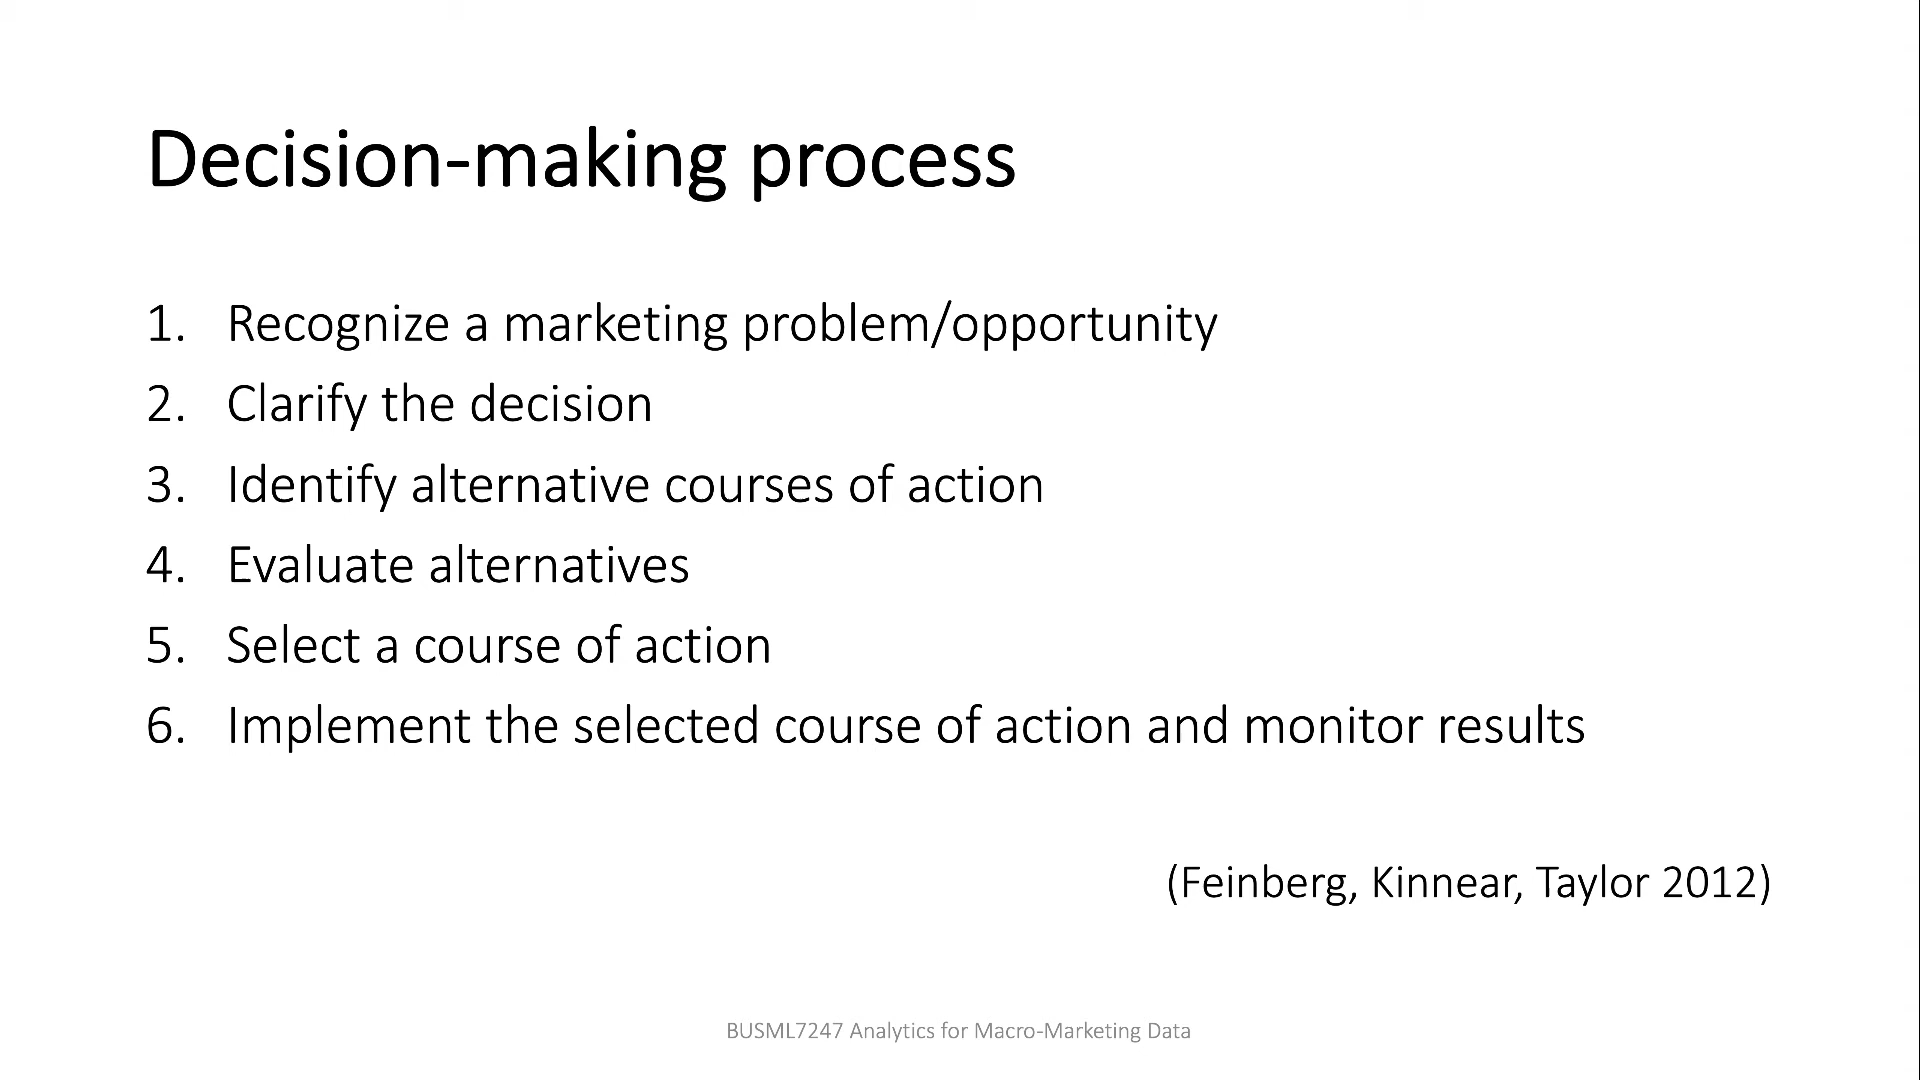 Decision-making process
1. Recognize a marketing problem/opportunity
2. Clarify the decision
3. Identify alternative courses of action
4. Evaluate alternatives
5. Select a course of action
6. Implement the selected course of action and monitor results
(Feinberg, Kinnear, Taylor 2012)
BUSML7247 Analytics for Macro-Marketing Data